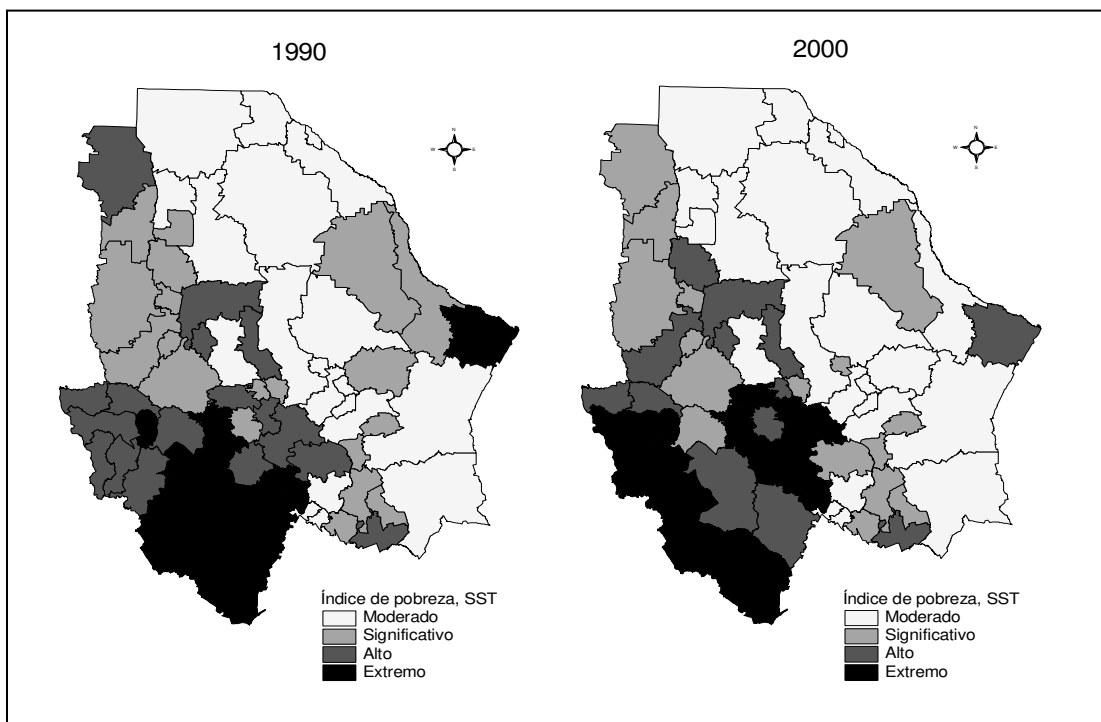 1990
2000
N
W E
S
N
W E
S
Índice de pobreza, SST
Moderado
Significativo
Alto
Extremo
Índice de pobreza, SST
Moderado
Significativo
Alto
Extremo